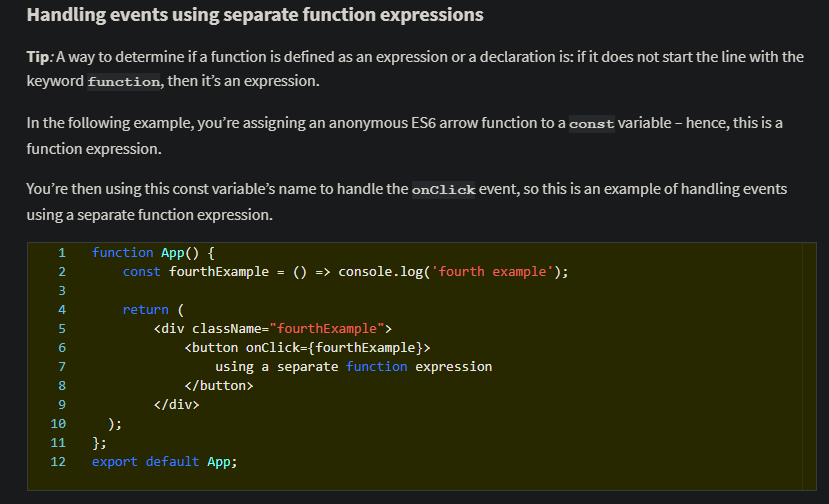 Handling events using separate function expressions
Tip: A way to determine if a function is defined as an expression or a declaration is: if it does not start the line with the
keyword function, then it’s an expression.
In the following example, you’re assigning an anonymous ES6 arrow function to a const variable – hence, this is a
function expression.
You’re then using this const variable’s name to handle the onClick event, so this is an example of handling events
using a separate function expression.
1 function App() {
2     const fourthExample = () => console.log('fourth example');
3
4     return (
5         <div className="fourthExample">
6             <button onClick={fourthExample}>
7                 using a separate function expression
8             </button>
9         </div>
10   );
11 };
12 export default App;